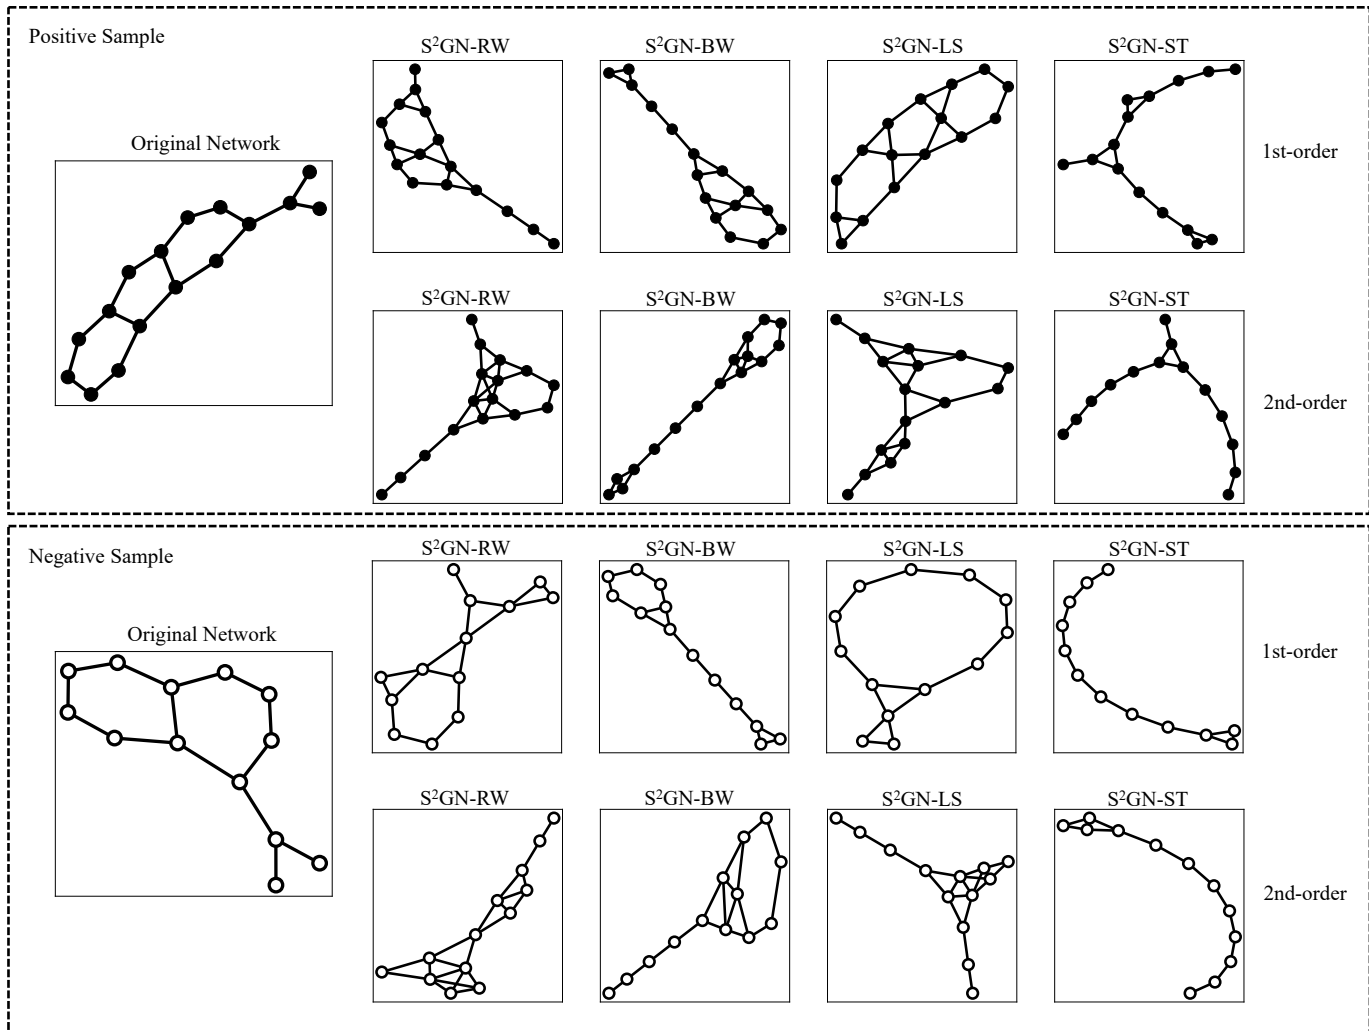 Positive Sample
S²GN-RW
S²GN-BW
S²GN-LS
S²GN-ST
Original Network
1st-order
S²GN-RW
S²GN-BW
S²GN-LS
S²GN-ST
2nd-order
Negative Sample
S²GN-RW
S²GN-BW
S²GN-LS
S²GN-ST
Original Network
1st-order
S²GN-RW
S²GN-BW
S²GN-LS
S²GN-ST
2nd-order